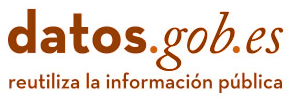 datos.gob.es
reutiliza la información pública